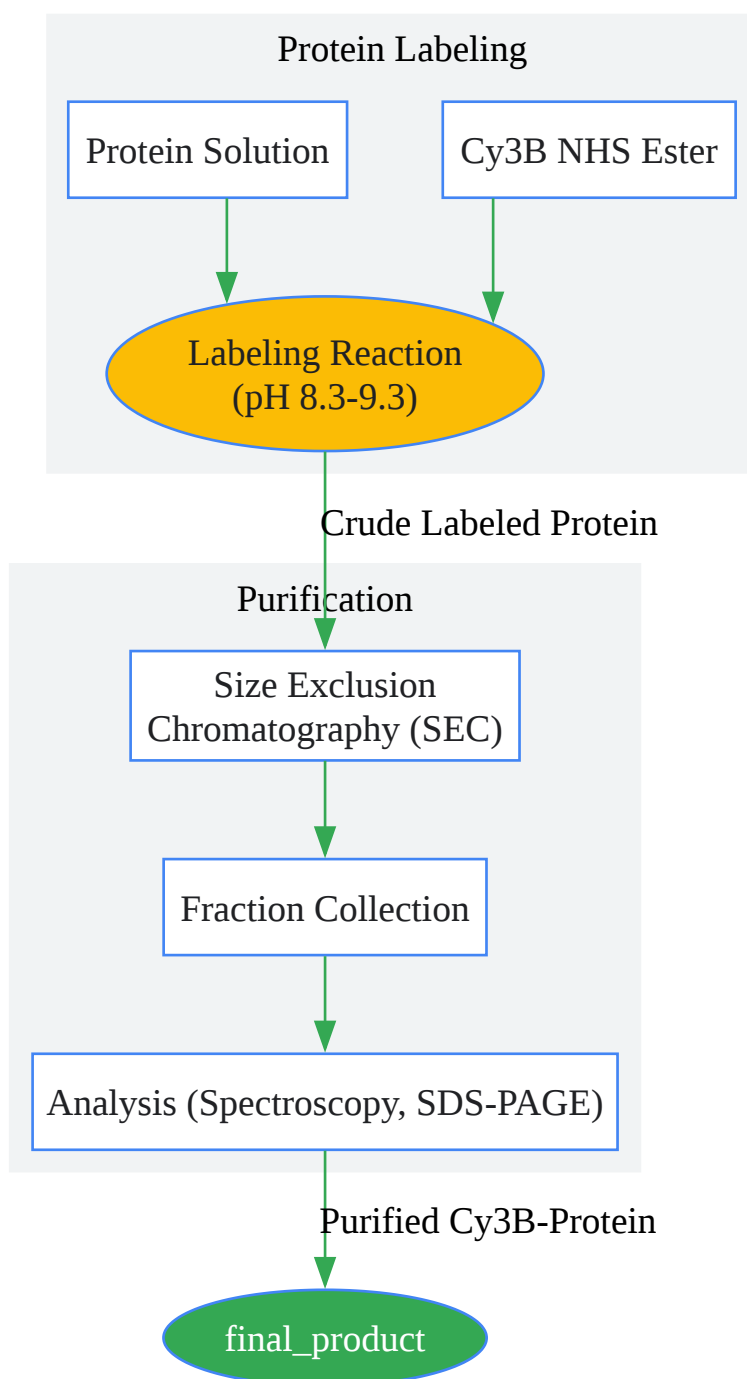 Protein Labeling
Protein Solution
Cy3B NHS Ester
Labeling Reaction
(pH 8.3-9.3)
Crude Labeled Protein
Purification
Size Exclusion
Chromatography (SEC)
Fraction Collection
Analysis (Spectroscopy, SDS-PAGE)
Purified Cy3B-Protein
final_product